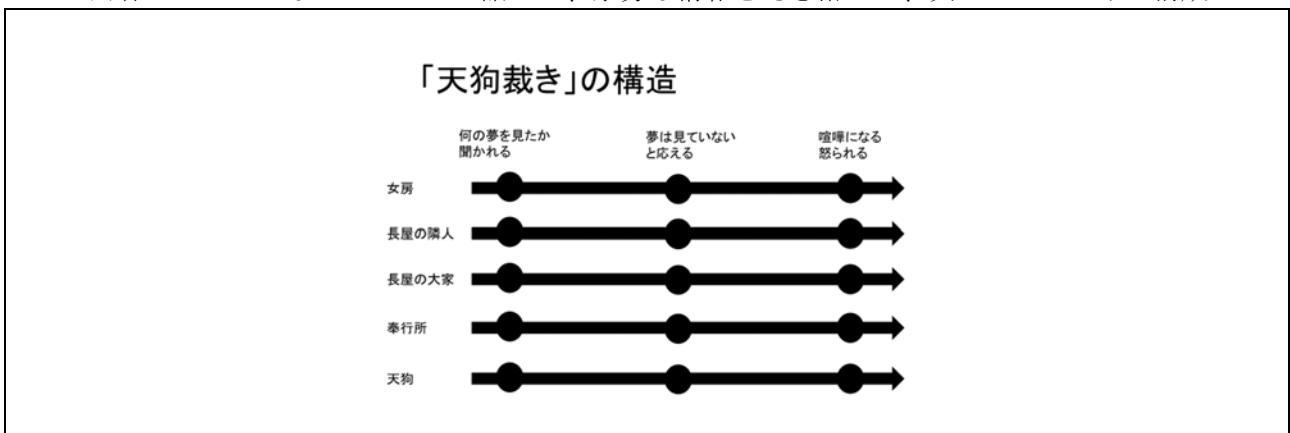 「天狗裁き」の構造
何の夢を見たか
聞かれる
夢は見ていない
と応える
喧嘩になる
怒られる
女房
長屋の隣人
長屋の大家
奉行所
天狗